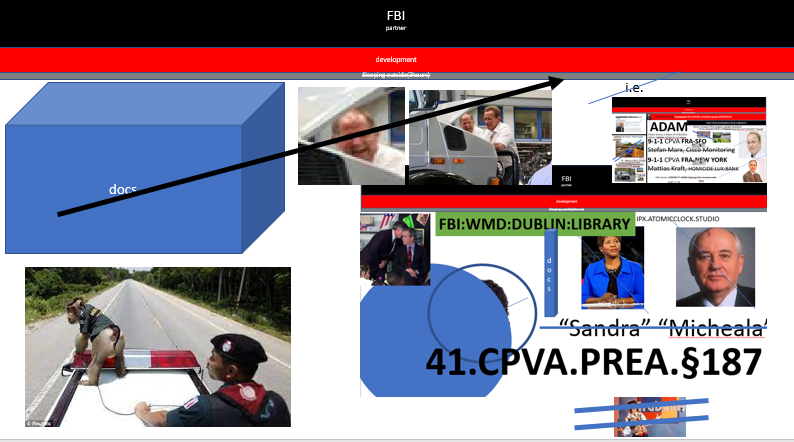 FBI
partner
development
Sleeping outside(3hours)
i.e.
docs
ADAM
9-1-1 CPVA FRA-SFO
Stefan Marx, Cisco Monitoring
9-1-1 CPVA FRA-NEW YORK
Mattias Kraft, HOMICIDE-LUX-BANK
FBI
partner
development
FBI:WMD:DUBLIN:LIBRARY
IPX.ATOMICCLOCK.STUDIO
docs
"Sandra" "Micheala"
41.CPVA.PREA.§187
© Reuters